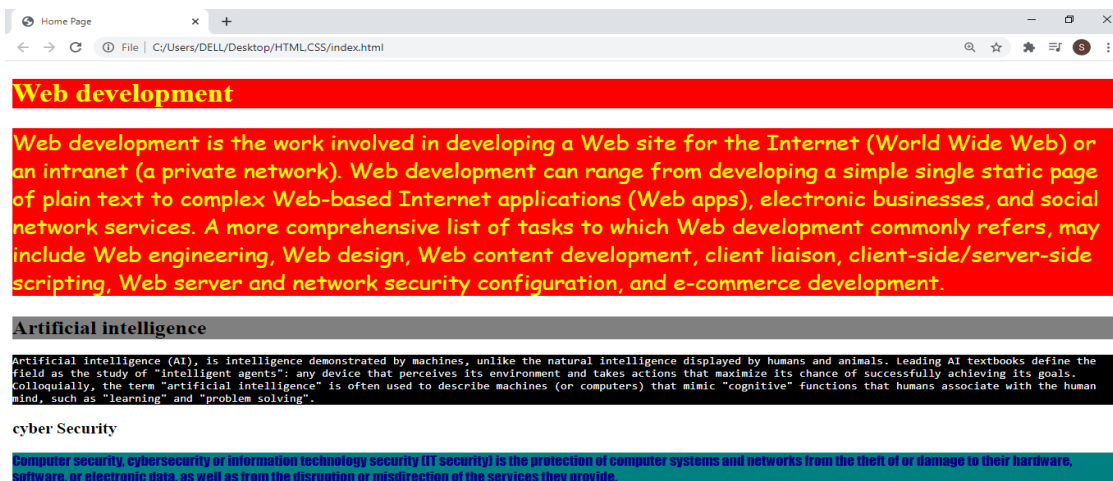 Home Page
File | C:/Users/DELL/Desktop/HTML,CSS/index.html
S
Web development
Web development is the work involved in developing a Web site for the Internet (World Wide Web) or
an intranet (a private network). Web development can range from developing a simple single static page
of plain text to complex Web-based Internet applications (Web apps), electronic businesses, and social
network services. A more comprehensive list of tasks to which Web development commonly refers, may
include Web engineering, Web design, Web content development, client liaison, client-side/server-side
scripting, Web server and network security configuration, and e-commerce development.
Artificial intelligence
Artificial intelligence (AI), is intelligence demonstrated by machines, unlike the natural intelligence displayed by humans and animals. Leading AI textbooks define the
field as the study of "intelligent agents": any device that perceives its environment and takes actions that maximize its chance of successfully achieving its goals.
Colloquially, the term "artificial intelligence" is often used to describe machines (or computers) that mimic "cognitive" functions that humans associate with the human
mind, such as "learning" and "problem solving".
cyber Security
Computer security, cybersecurity or information technology security (IT security) is the protection of computer systems and networks from the theft of or damage to their hardware,
software, or electronic data, as well as from the disruption or misdirection of the services they provide.